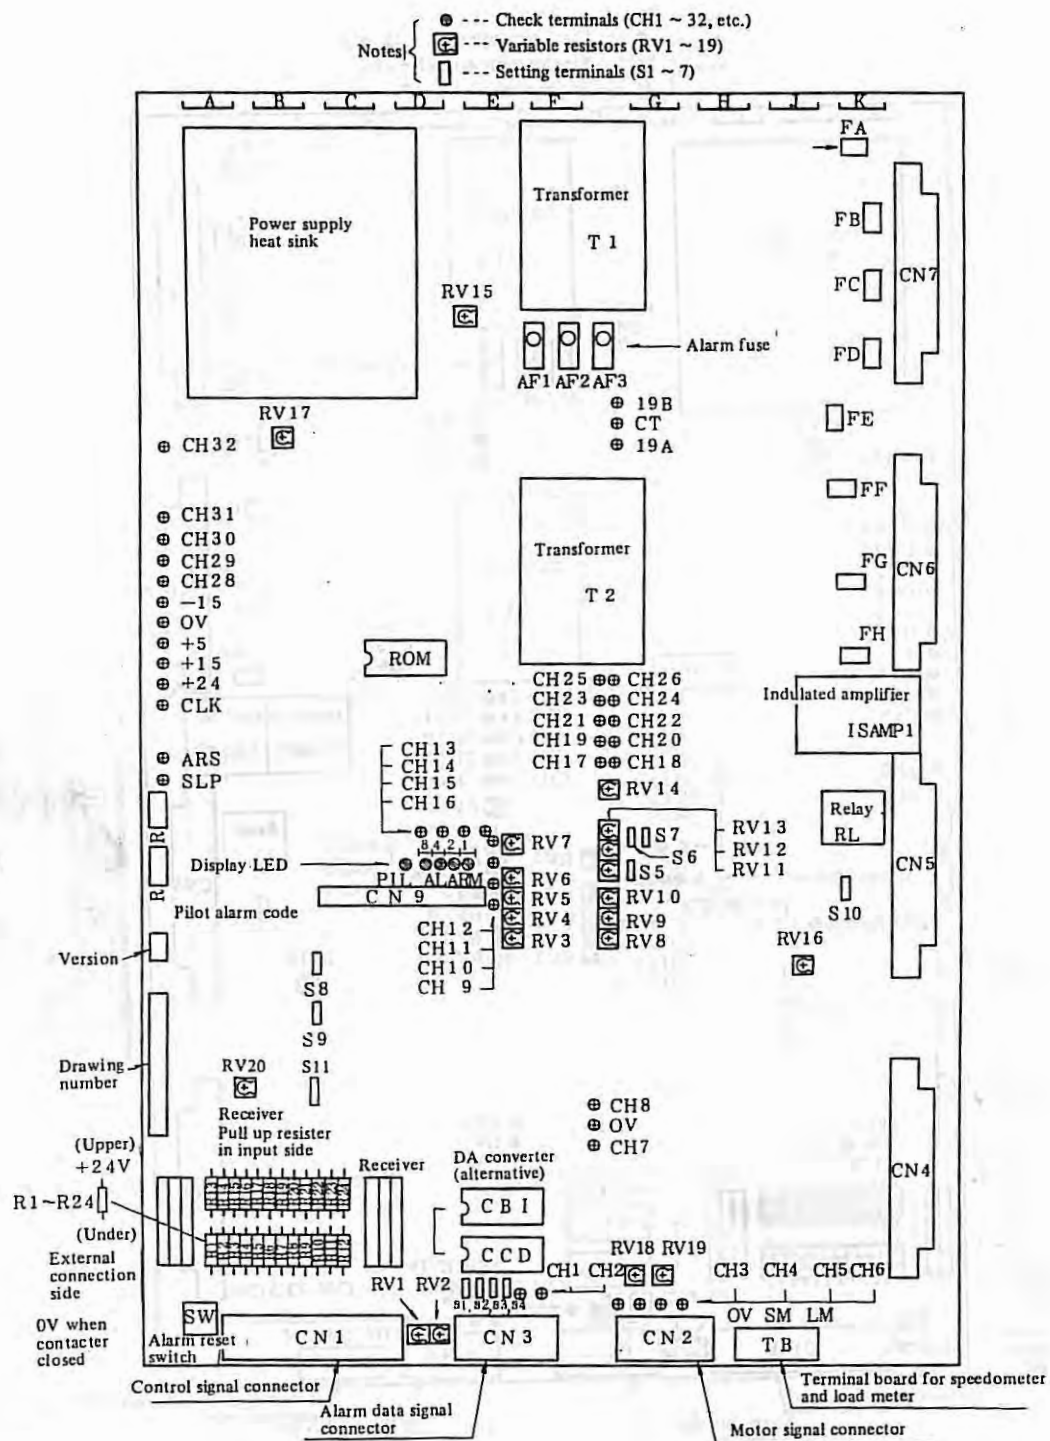 Notes
--- Check terminals (CH1 ~ 32, etc.)
--- Variable resistors (RV1 ~ 19)
--- Setting terminals (S1 ~ 7)
A B C D E F G H J K
FA
Transformer
T 1
Power supply
heat sink
FB
CN7
FC
RV15
Alarm fuse
FD
AF1 AF2 AF3
19B
CT
19A
RV17
FE
CH32
FF
CH31
CH30
CH29
CH28
-15
OV
+5
+15
+24
CLK
Transformer
T 2
FG
CN6
FH
ROM
CH25 CH26
CH23 CH24
CH21 CH22
CH19 CH20
CH17 CH18
Indulated amplifier
ISAMP1
ARS
SLP
CH13
CH14
CH15
CH16
RV14
Relay
RL
R
R
8 4 2 1
RV7
S7
S6
S5
RV13
RV12
RV11
CN5
Display LED
PIL ALARM
C N 9
Pilot alarm code
RV6
RV5
RV4
RV3
RV10
RV9
RV8
S10
RV16
CH12
CH11
CH10
CH 9
Version
S8
S9
S11
Drawing
number
RV20
Receiver
Pull up resister
in input side
CH8
OV
CH7
CN4
(Upper)
+24V
R1~R24
(Under)
External
connection
side
Receiver
DA converter
(alternative)
C B I
C C D
RV18 RV19
CH1 CH2
CH3 CH4 CH5 CH6
RV1 RV2
S1 S2 S3 S4
OV SM LM
0V when
contacter
closed
SW
Alarm reset
switch
C N 1
C N 3
C N 2
T B
Control signal connector
Alarm data signal
connector
Motor signal connector
Terminal board for speedometer
and load meter